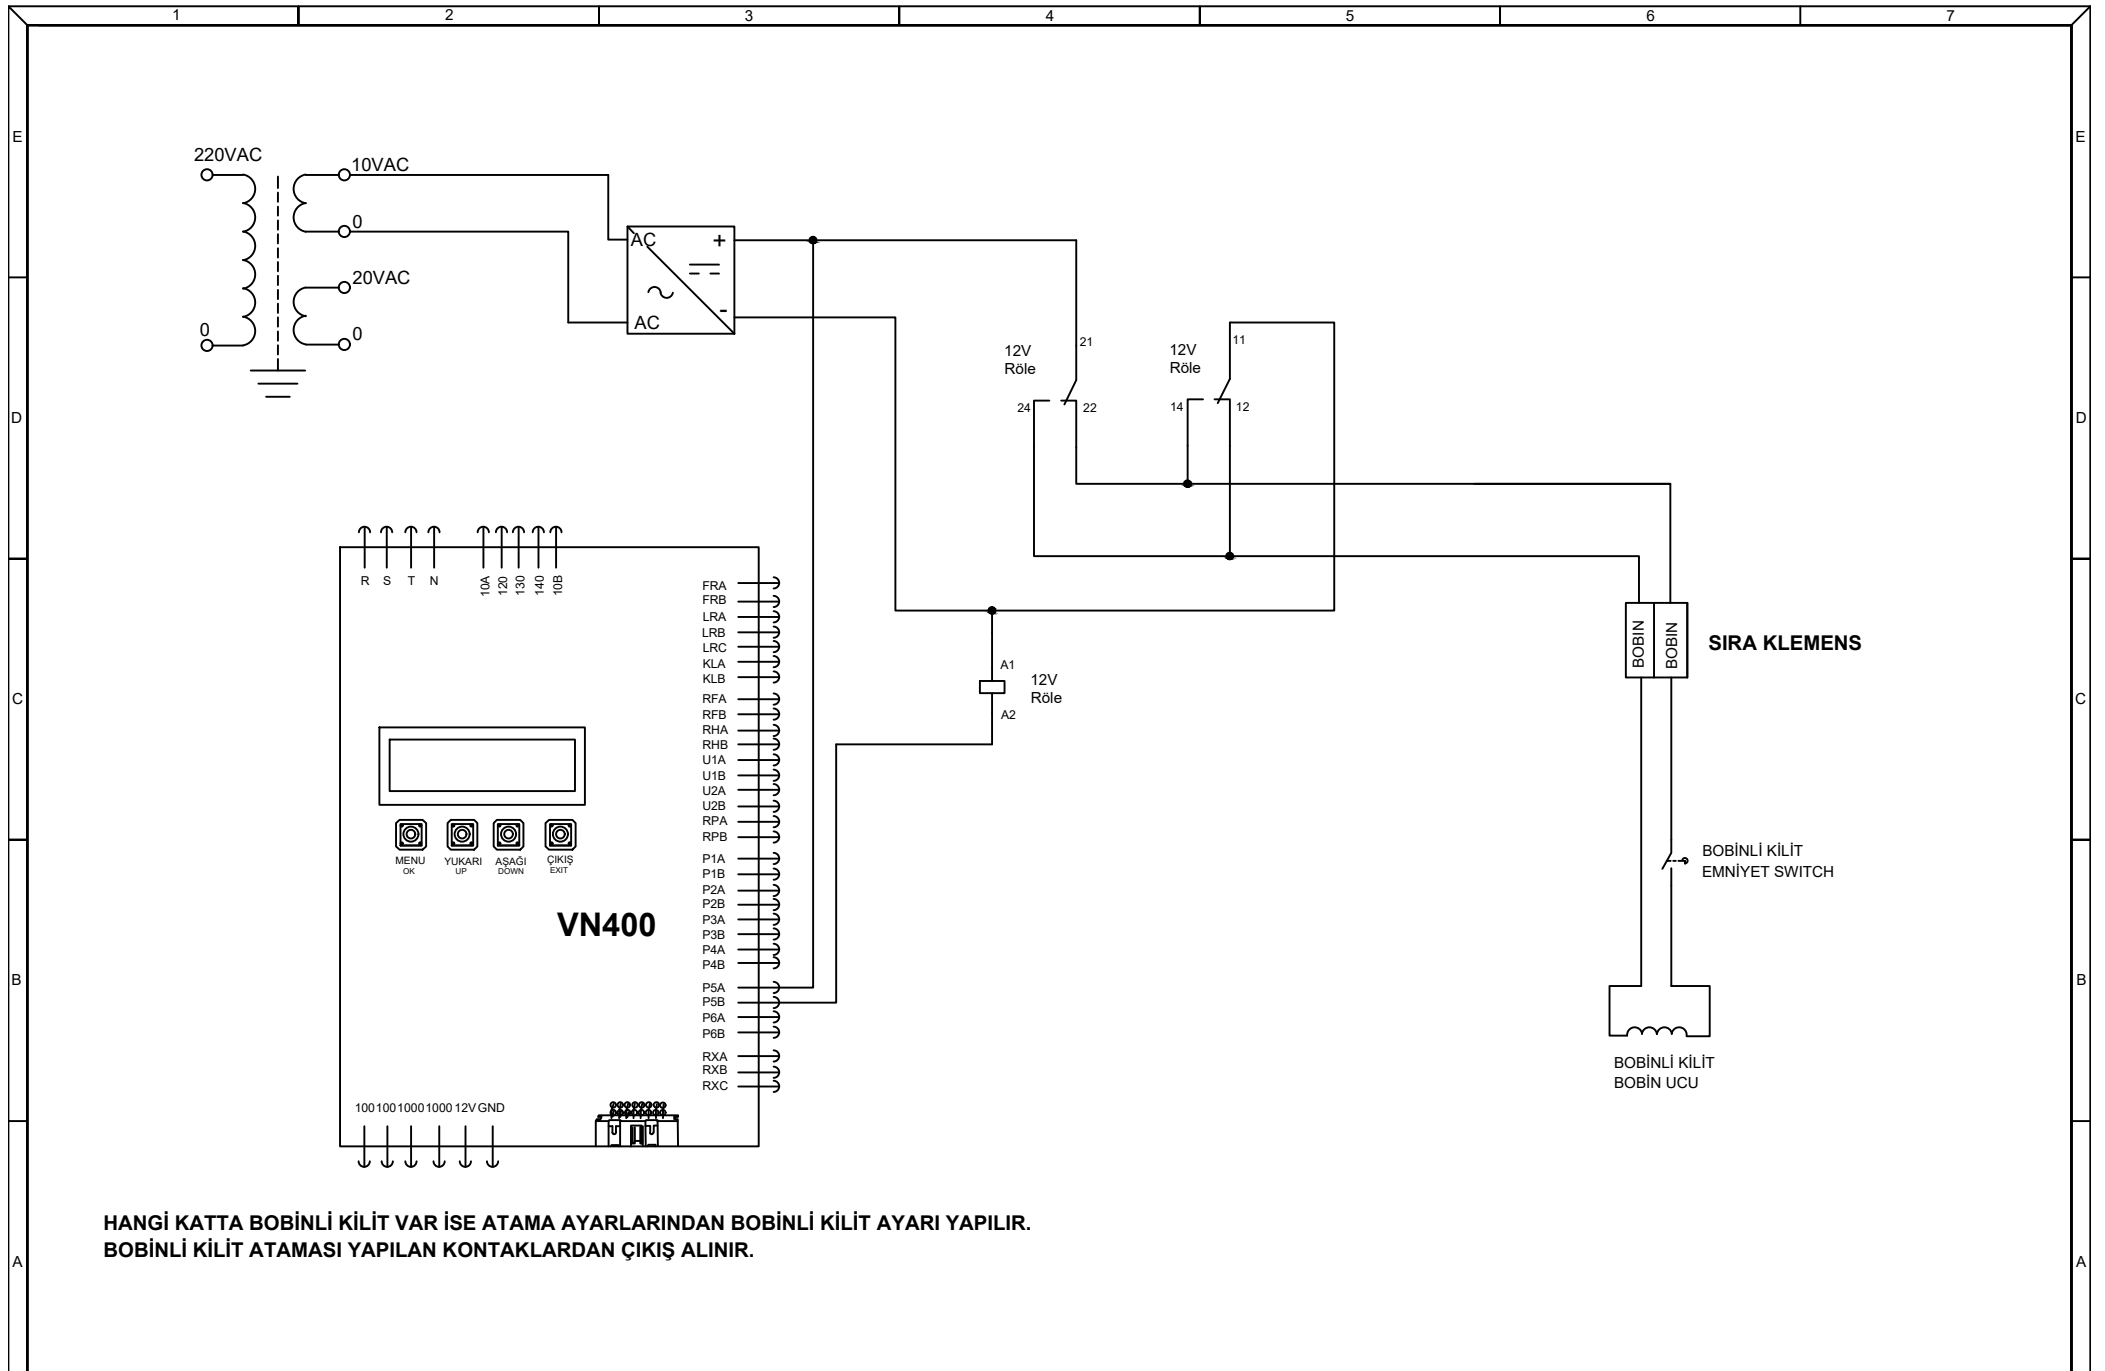 1 2 3 4 5 6 7
E E
220VAC
10VAC
0
20VAC
0
0
AC +
-
AC
12V
Röle
21
24
22
12V
Röle
11
14
12
D D
R S T N 10A 120 130 140 10B
FRA
FRB
LRA
LRB
LRC
KLA
KLB
RFA
RFB
RHA
RHB
U1A
U1B
U2A
U2B
RPA
RPB
P1A
P1B
P2A
P2B
P3A
P3B
P4A
P4B
P5A
P5B
P6A
P6B
RXA
RXB
RXC
A1
12V
Röle
A2
BOBIN BOBIN
SIRA KLEMENS
C C
MENU YUKARI AŞAĞI ÇIKIŞ
OK UP DOWN EXIT
VN400
BOBİNLİ KİLİT
EMNİYET SWITCH
B B
BOBİNLİ KİLİT
BOBİN UCU
100 100 1000 1000 12V GND
HANGİ KATTA BOBİNLİ KİLİT VAR İSE ATAMA AYARLARINDAN BOBİNLİ KİLİT AYARI YAPILIR.
BOBİNLİ KİLİT ATAMASI YAPILAN KONTAKLARDAN ÇIKIŞ ALINIR.
A A